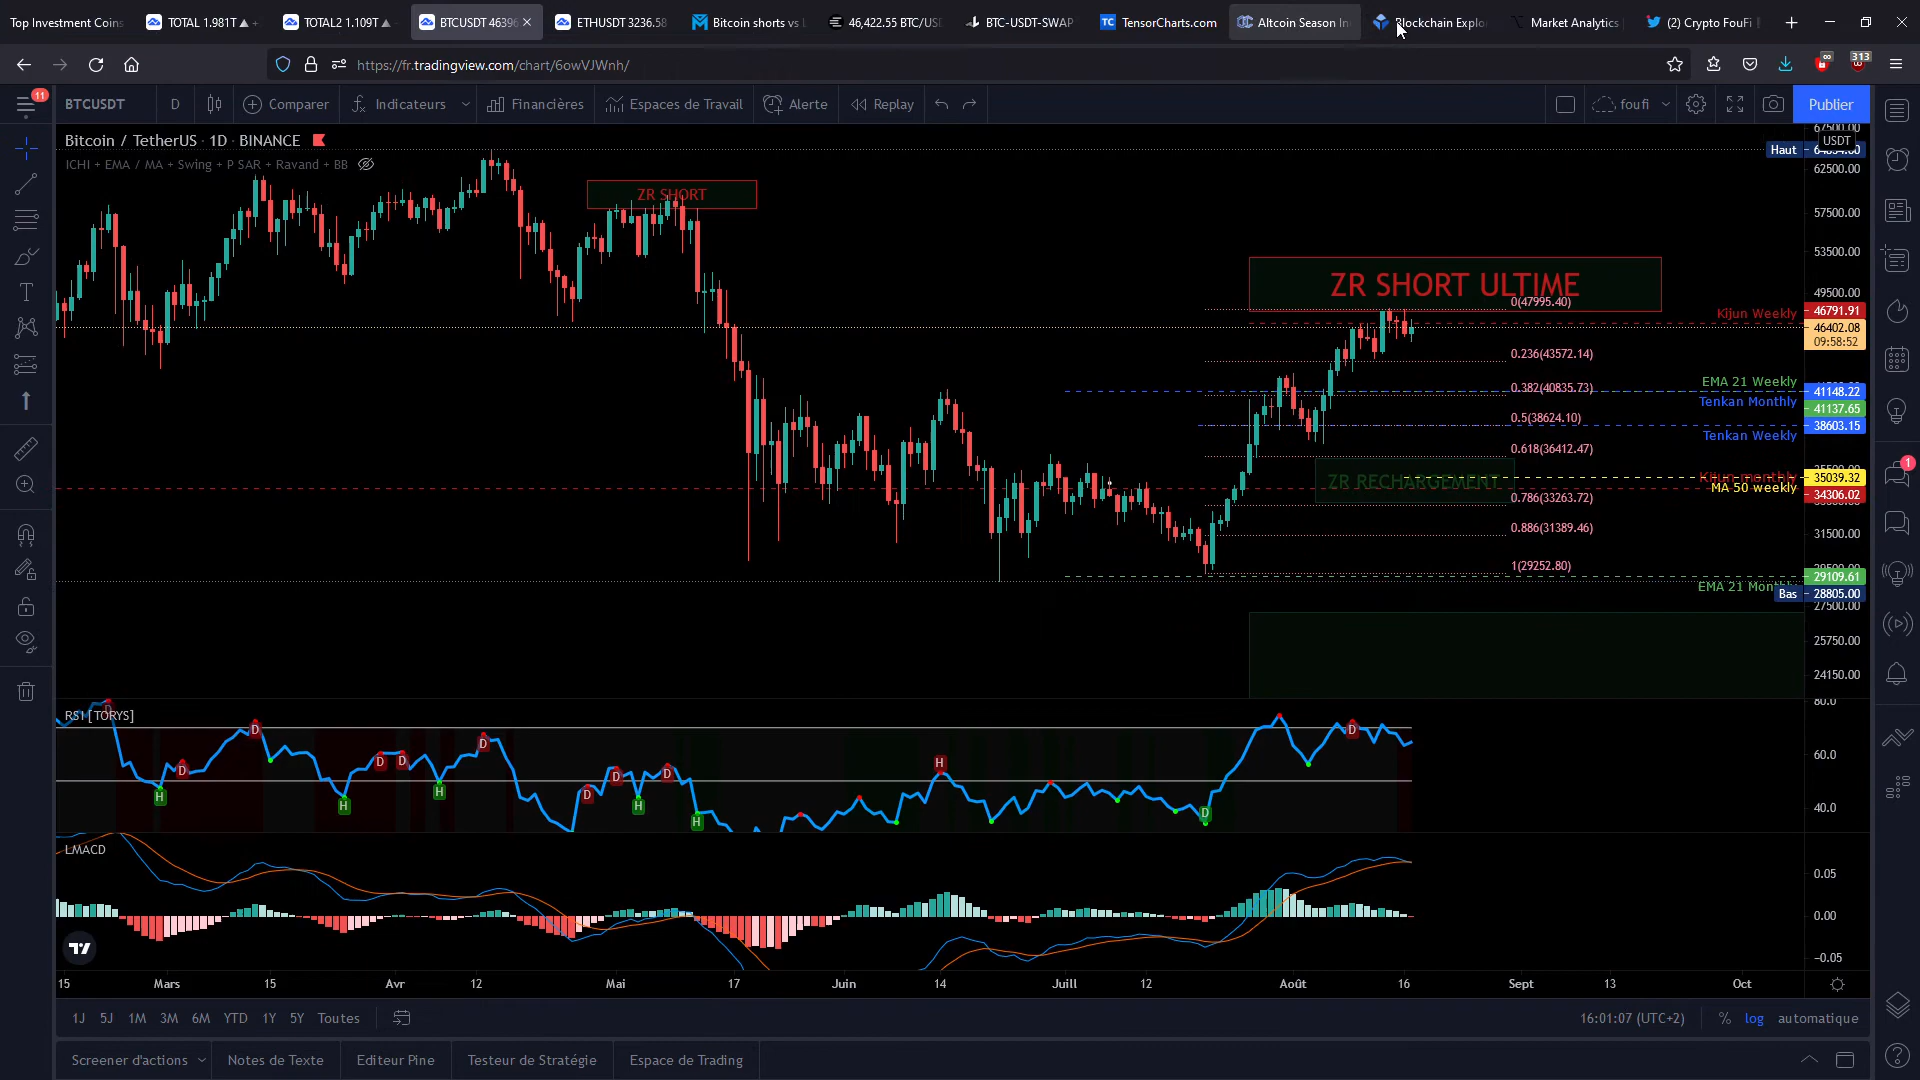 Top Investment Coins
TOTAL 1.981T ▲ +
TOTAL2 1.109T ▲
BTCUSDT 46396
ETHUSDT 3236.58
Bitcoin shorts vs
46,422.55 BTC/USD
BTC-USDT-SWAP
TensorCharts.com
Altcoin Season In
Blockchain Explo
Market Analytics
(2) Crypto FouFi
https://fr.tradingview.com/chart/6owVJWnh/
313
11
BTCUSDT
D
Comparer
Indicateurs
Financières
Espaces de Travail
Alerte
Replay
foufi
Publier
Bitcoin / TetherUS · 1D · BINANCE
ICHI + EMA / MA + Swing + P SAR + Ravand + BB
ZR SHORT
ZR SHORT ULTIME
ZR RECHARGEMENT
0(47995.40)
0.236(43572.14)
0.382(40835.73)
0.5(38624.10)
0.618(36412.47)
0.786(33263.72)
0.886(31389.46)
1(29252.80)
Kijun Weekly
EMA 21 Weekly
Tenkan Monthly
Tenkan Weekly
Kijun monthly
MA 50 weekly
EMA 21 Monthly
Haut
Bas
67500.00
USDT
62500.00
57500.00
53500.00
49500.00
46791.91
46402.08
09:58:52
41148.22
41137.65
38603.15
35039.32
34306.02
31500.00
29109.61
28805.00
27500.00
25750.00
24150.00
RSI [TORYS]
80.0
60.0
40.0
D
D
D
D
D
D
D
D
D
D
H
H
H
H
H
H
LMACD
0.05
0.00
−0.05
15
Mars
15
Avr
12
Mai
17
Juin
14
Juill
12
Août
16
Sept
13
Oct
1J
5J
1M
3M
6M
YTD
1Y
5Y
Toutes
16:01:07 (UTC+2)
%
log
automatique
Screener d'actions
Notes de Texte
Editeur Pine
Testeur de Stratégie
Espace de Trading
1